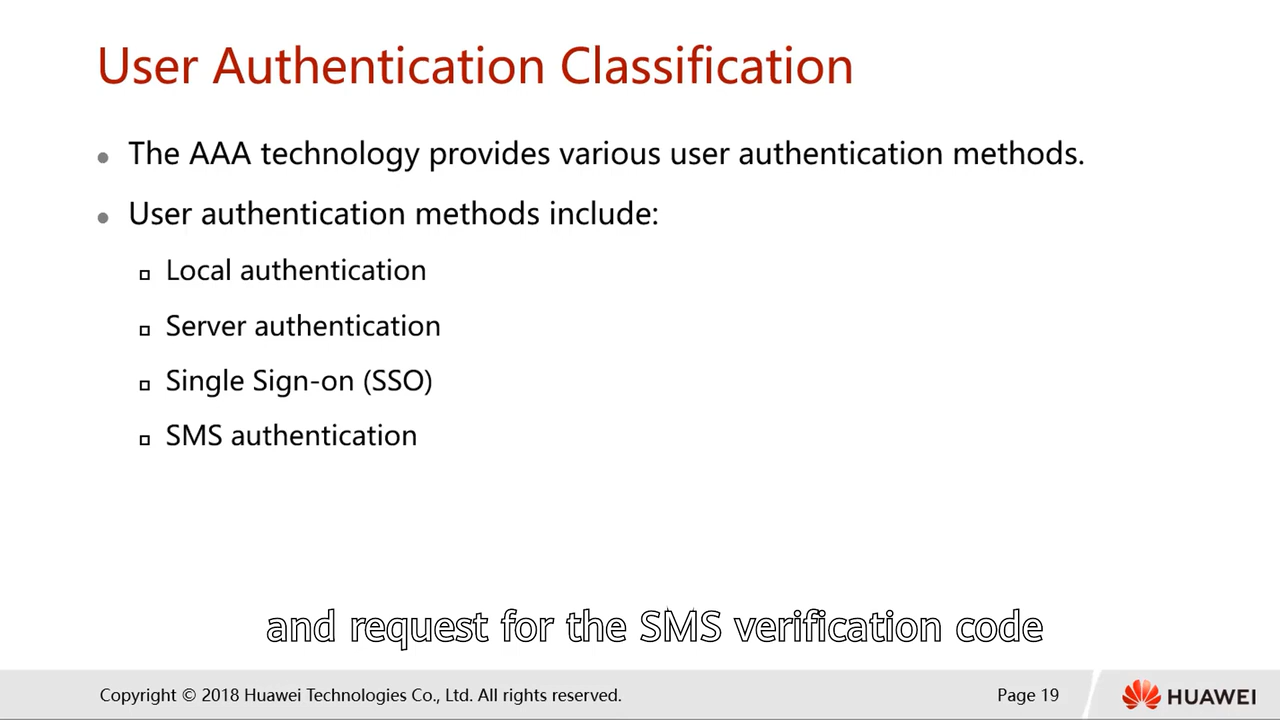 User Authentication Classification
The AAA technology provides various user authentication methods.
User authentication methods include:
Local authentication
Server authentication
Single Sign-on (SSO)
SMS authentication
and request for the SMS verification code
Copyright © 2018 Huawei Technologies Co., Ltd. All rights reserved.
Page 19
HUAWEI